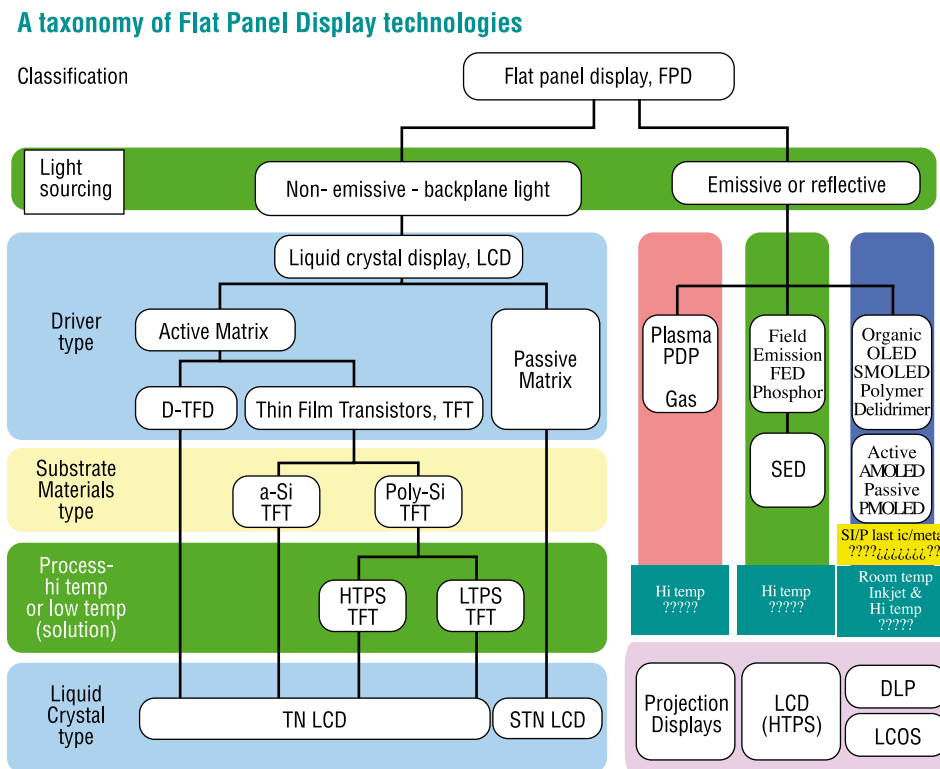 A taxonomy of Flat Panel Display technologies
Classification
Flat panel display, FPD
Light
sourcing
Non- emissive - backplane light
Emissive or reflective
Liquid crystal display, LCD
Driver
type
Active Matrix
Passive
Matrix
D-TFD
Thin Film Transistors, TFT
Plasma
PDP
Gas
Field
Emission
FED
Phosphor
Organic
OLED
SMOLED
Polymer
Delidrimer
Substrate
Materials
type
a-Si
TFT
Poly-Si
TFT
SED
Active
AMOLED
Passive
PMOLED
SI/P last ic/meta
????¿¿¿¿¿¿¿??
Process-
hi temp
or low temp
(solution)
HTPS
TFT
LTPS
TFT
Hi temp
?????
Hi temp
?????
Room temp
Inkjet &
Hi temp
?????
Liquid
Crystal
type
TN LCD
STN LCD
Projection
Displays
LCD
(HTPS)
DLP
LCOS